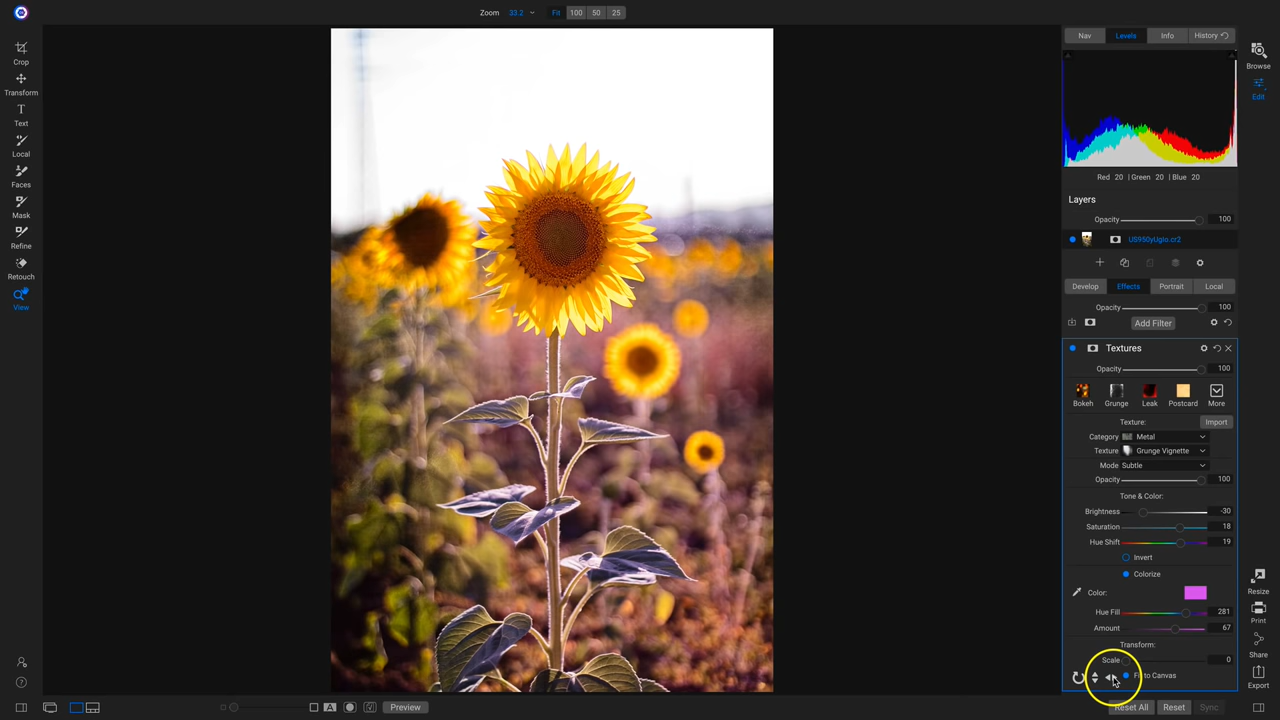 Zoom 33.2 Fit 100 50 25
Crop
Transform
T
Text
Local
Faces
Mask
Refine
Retouch
View
Nav Levels Info History
Browse
Edit
Red 20 | Green 20 | Blue 20
Layers
Opacity 100
US950yUgIo.cr2
Develop Effects Portrait Local
Opacity 100
Add Filter
Textures
Opacity 100
Bokeh Grunge Leak Postcard More
Texture: Import
Category Metal
Texture Grunge Vignette
Mode Subtle
Opacity 100
Tone & Color:
Brightness -30
Saturation 18
Hue Shift 19
Invert
Colorize
Color:
Hue Fill 281
Amount 67
Transform:
Scale 0
Fit to Canvas
Resize
Print
Share
Export
A Preview
Reset All Reset Sync